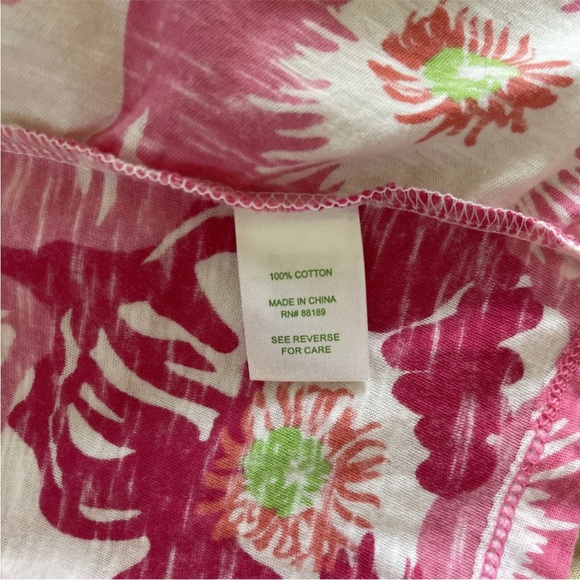 100% COTTON
MADE IN CHINA
RN# 88189
SEE REVERSE
FOR CARE